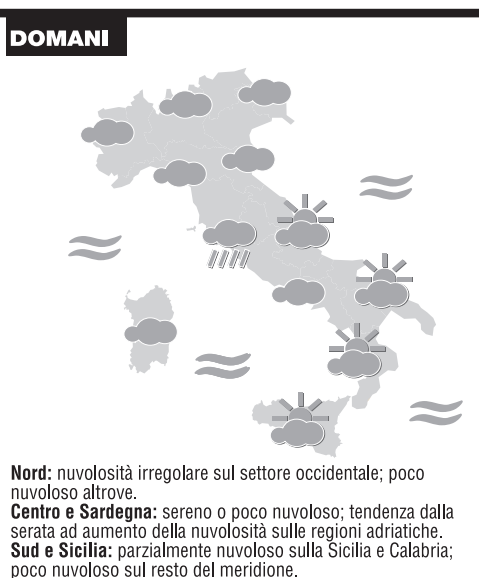 DOMANI
Nord: nuvolosità irregolare sul settore occidentale; poco
nuvoloso altrove.
Centro e Sardegna: sereno o poco nuvoloso; tendenza dalla
serata ad aumento della nuvolosità sulle regioni adriatiche.
Sud e Sicilia: parzialmente nuvoloso sulla Sicilia e Calabria;
poco nuvoloso sul resto del meridione.